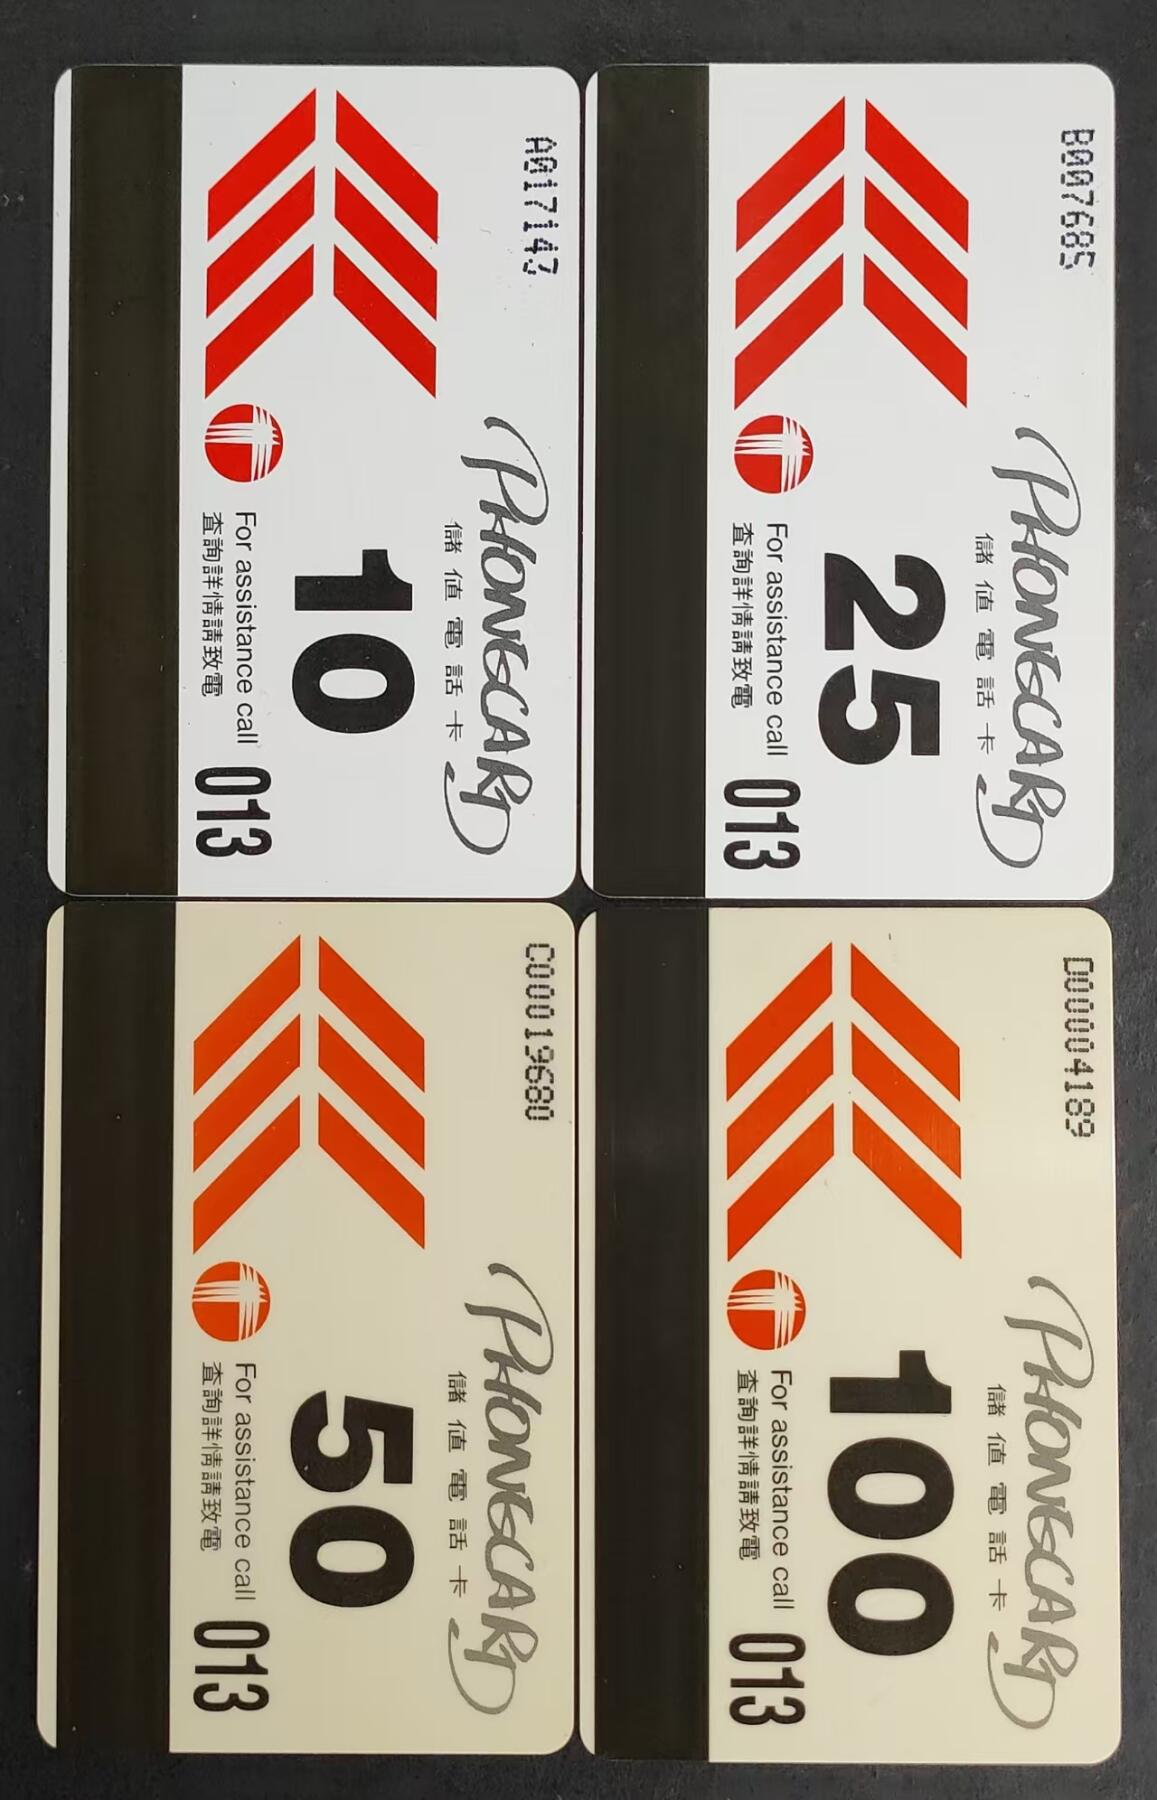 A017143
PHONECARD
儲值電話卡
10
For assistance call
查詢詳情請致電
013
B007685
PHONECARD
儲值電話卡
25
For assistance call
查詢詳情請致電
013
C00019680
PHONECARD
儲值電話卡
50
For assistance call
查詢詳情請致電
013
D00004189
PHONECARD
儲值電話卡
100
For assistance call
查詢詳情請致電
013